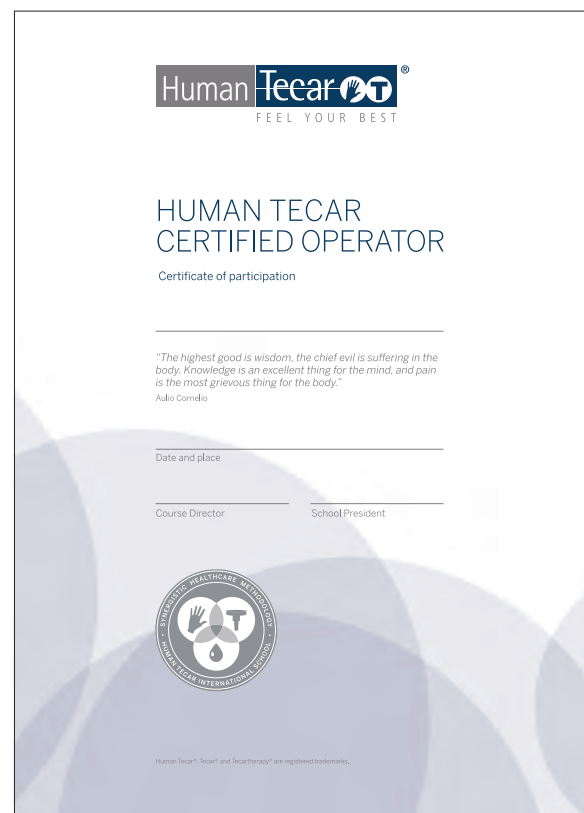 Human Tecar T ®
FEEL YOUR BEST
HUMAN TECAR
CERTIFIED OPERATOR
Certificate of participation
“The highest good is wisdom, the chief evil is suffering in the
body. Knowledge is an excellent thing for the mind, and pain
is the most grievous thing for the body.”
Aulio Cornelio
Date and place
Course Director
School President
SYNERGISTIC HEALTHCARE METHODOLOGY
HUMAN TECAR INTERNATIONAL SCHOOL
Human Tecar®, Tecar® and Tecartherapy® are registered trademarks.